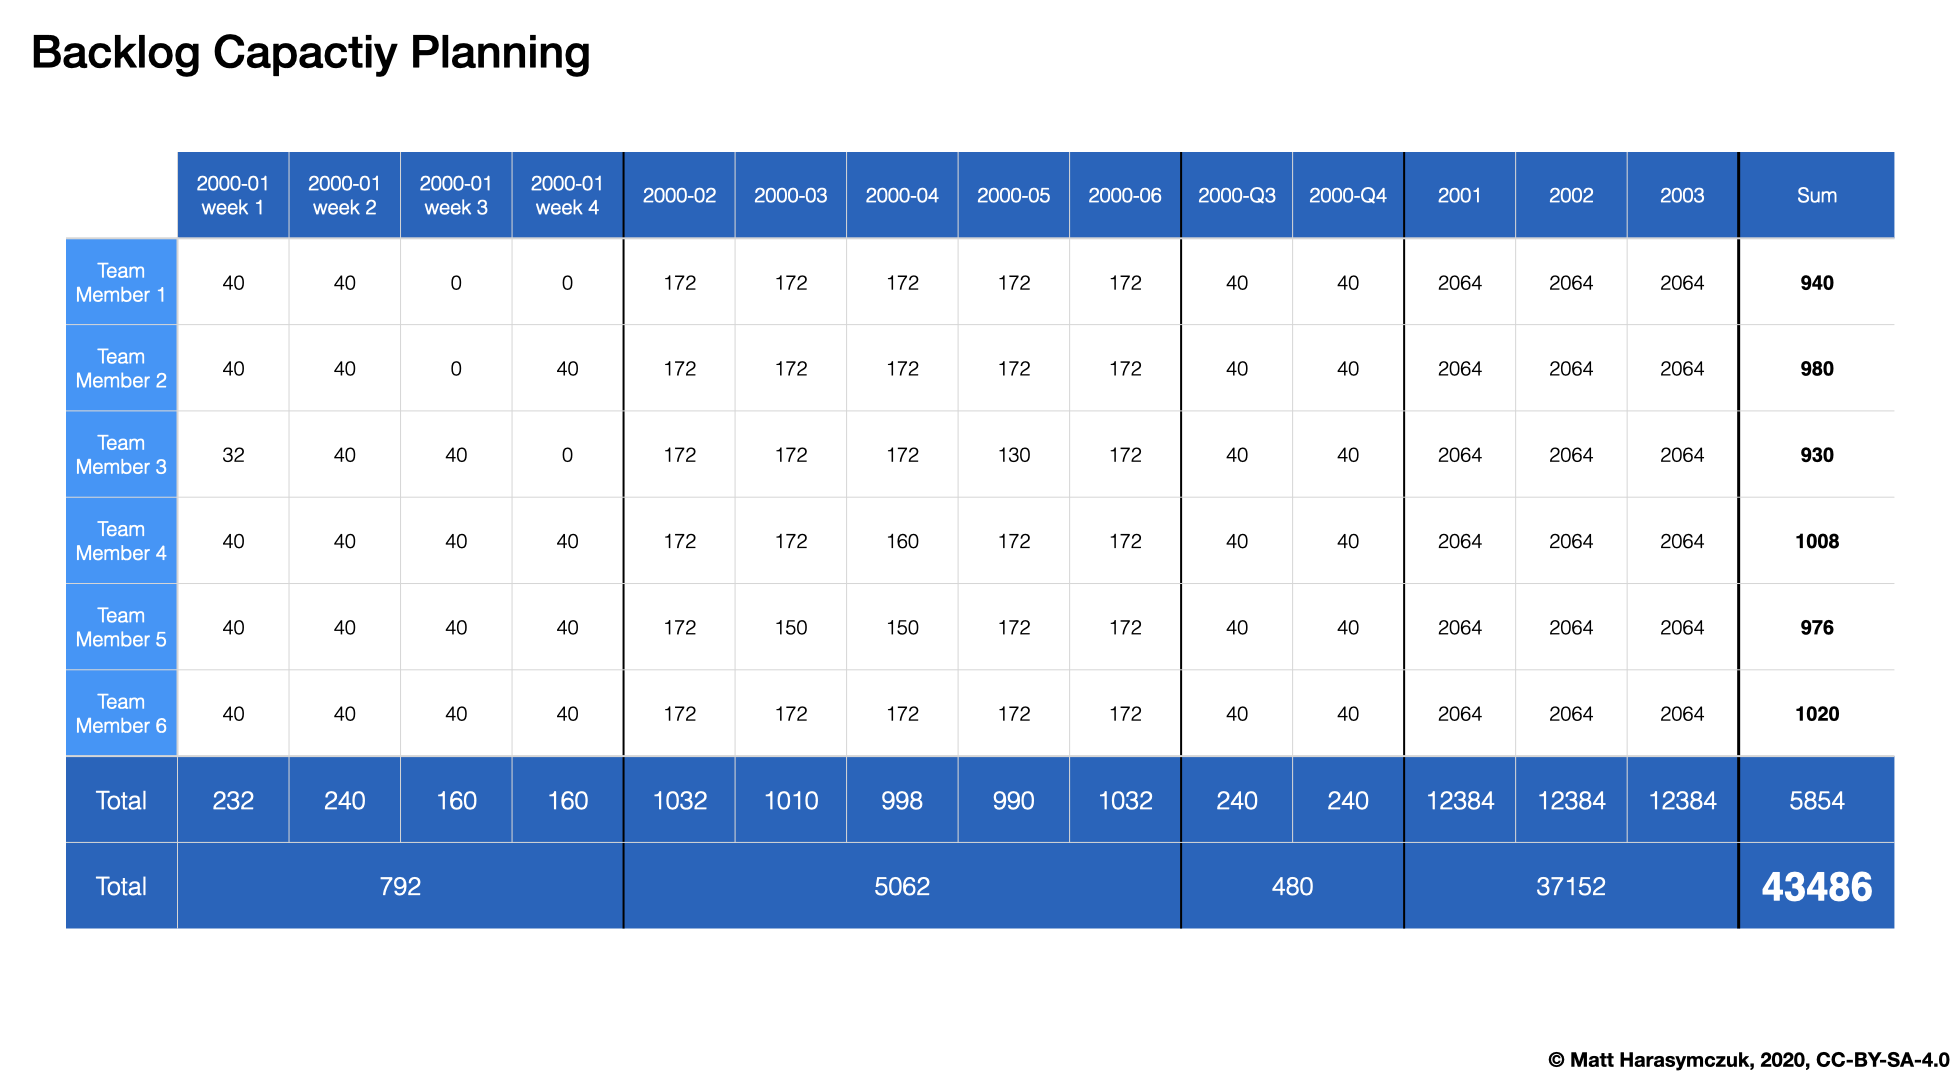 Backlog Capactiy Planning
2000-01 week 1 2000-01 week 2 2000-01 week 3 2000-01 week 4 2000-02 2000-03 2000-04 2000-05 2000-06 2000-Q3 2000-Q4 2001 2002 2003 Sum
Team Member 1 40 40 0 0 172 172 172 172 172 40 40 2064 2064 2064 940
Team Member 2 40 40 0 40 172 172 172 172 172 40 40 2064 2064 2064 980
Team Member 3 32 40 40 0 172 172 172 130 172 40 40 2064 2064 2064 930
Team Member 4 40 40 40 40 172 172 160 172 172 40 40 2064 2064 2064 1008
Team Member 5 40 40 40 40 172 150 150 172 172 40 40 2064 2064 2064 976
Team Member 6 40 40 40 40 172 172 172 172 172 40 40 2064 2064 2064 1020
Total 232 240 160 160 1032 1010 998 990 1032 240 240 12384 12384 12384 5854
Total 792 5062 480 37152 43486
© Matt Harasymczuk, 2020, CC-BY-SA-4.0